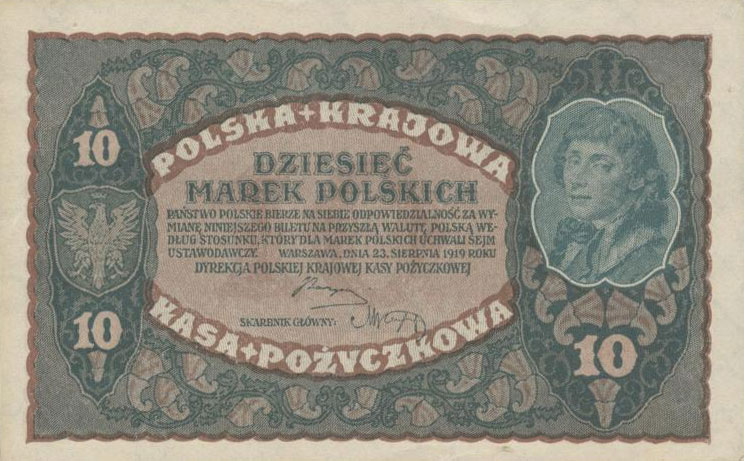 POLSKA + KRAJOWA
10
DZIESIĘĆ
MAREK POLSKICH
PAŃSTWO POLSKIE BIERZE NA SIEBIE ODPOWIEDZIALNOŚĆ ZA WY-
MIANĘ NINIEJSZEGO BILETU NA PRZYSZŁĄ WALUTĘ POLSKĄ WE-
DŁUG STOSUNKU, KTÓRY DLA MAREK POLSKICH UCHWALI SEJM
USTAWODAWCZY. WARSZAWA, DNIA 23. SIERPNIA 1919 ROKU
DYREKCJA POLSKIEJ KRAJOWEJ KASY POŻYCZKOWEJ
SKARBNIK GŁÓWNY:
10
KASA + POŻYCZKOWA
10